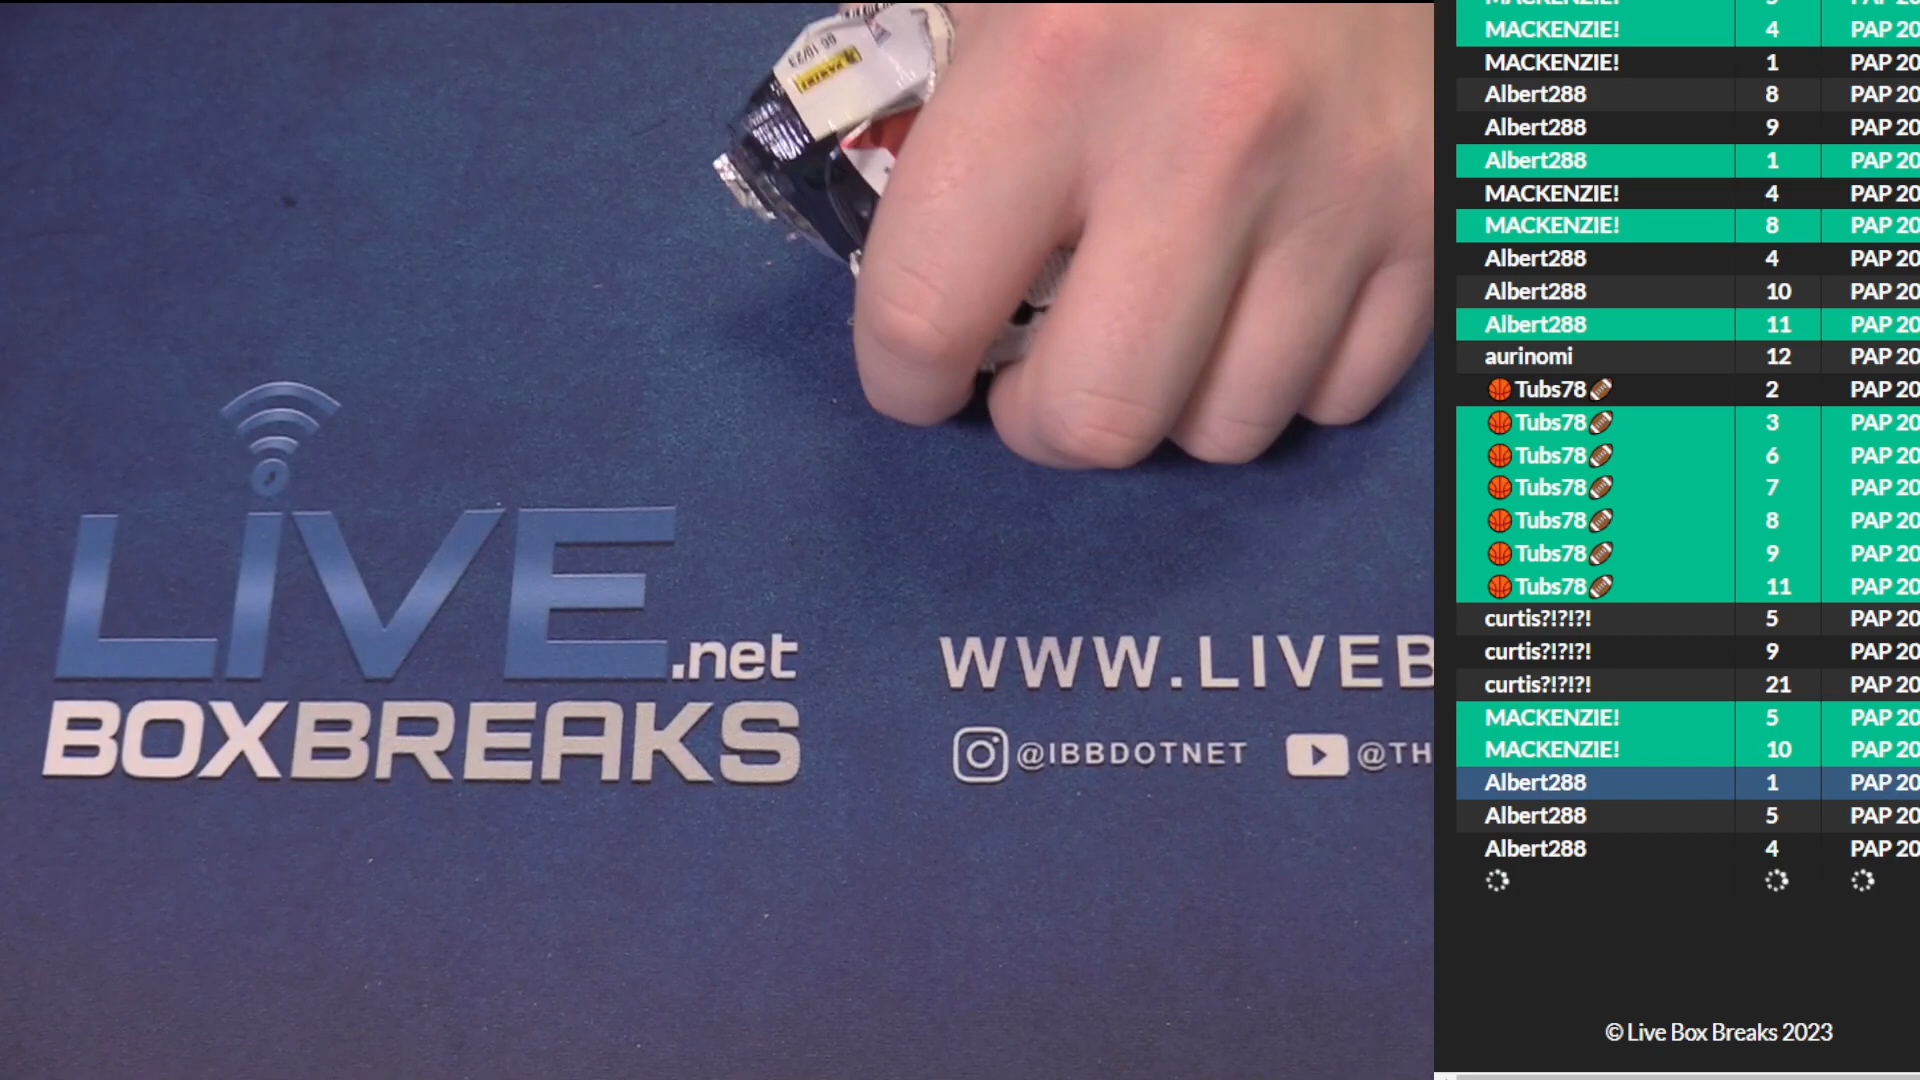 MACKENZIE! 4 PAP 20
MACKENZIE! 1 PAP 20
Albert288 8 PAP 20
Albert288 9 PAP 20
Albert288 1 PAP 20
MACKENZIE! 4 PAP 20
MACKENZIE! 8 PAP 20
Albert288 4 PAP 20
Albert288 10 PAP 20
Albert288 11 PAP 20
aurinomi 12 PAP 20
🏀Tubs78🏈 2 PAP 20
🏀Tubs78🏈 3 PAP 20
🏀Tubs78🏈 6 PAP 20
🏀Tubs78🏈 7 PAP 20
🏀Tubs78🏈 8 PAP 20
🏀Tubs78🏈 9 PAP 20
🏀Tubs78🏈 11 PAP 20
curtis?!?!?! 5 PAP 20
curtis?!?!?! 9 PAP 20
curtis?!?!?! 21 PAP 20
MACKENZIE! 5 PAP 20
MACKENZIE! 10 PAP 20
Albert288 1 PAP 20
Albert288 5 PAP 20
Albert288 4 PAP 20
© Live Box Breaks 2023
PANINI
LiVE.net
BOXBREAKS
WWW.LIVEB
@IBBDOTNET @TH